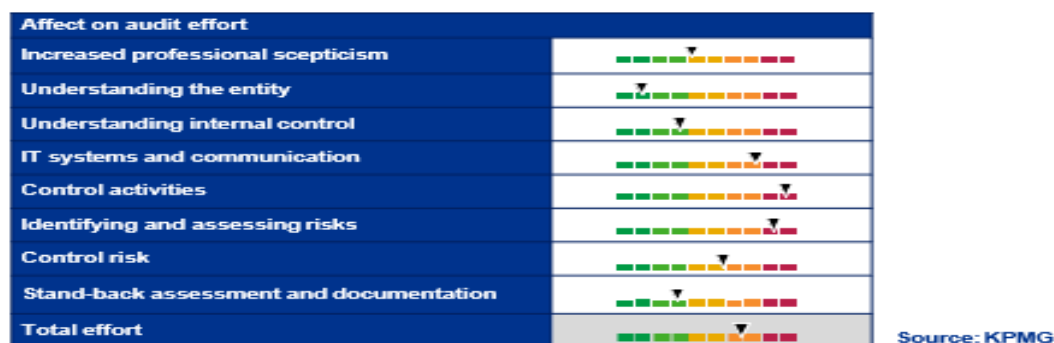 Affect on audit effort
Increased professional scepticism
Understanding the entity
Understanding internal control
IT systems and communication
Control activities
Identifying and assessing risks
Control risk
Stand-back assessment and documentation
Total effort
Source: KPMG